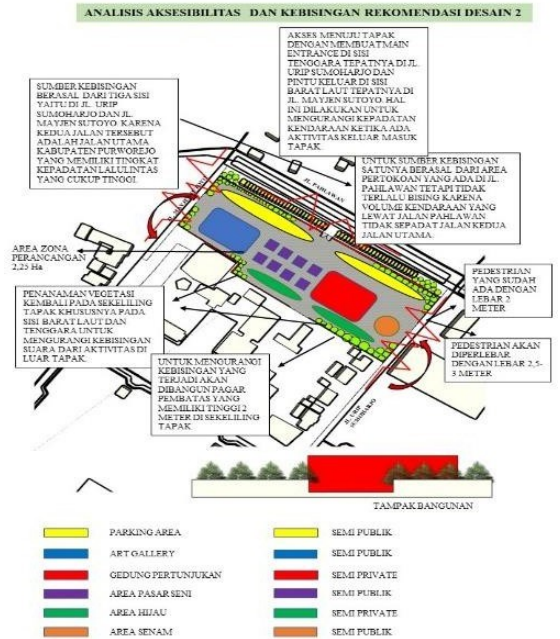 ANALISIS AKSESIBILITAS DAN KEBISINGAN REKOMENDASI DESAIN 2
AKSES MENUJU TAPAK
DENGAN MEMBUAT MAIN
ENTRANCE DI SISI
TENGGARA TEPATNYA DI JL.
URIP SUMOHARJO DAN
PINTU KELUAR DI SISI
BARAT LAUT TEPATNYA DI
JL. MAYJEN SUTOYO. HAL
INI DILAKUKAN UNTUK
MENGURANGI KEPADATAN
KENDARAAN KETIKA ADA
AKTIVITAS KELUAR MASUK
TAPAK.
SUMBER KEBISINGAN
BERASAL DARI TIGA SISI
YAITU DI JL. URIP
SUMOHARJO DAN JL.
MAYJEN SUTOYO. KARENA
KEDUA JALAN TERSEBUT
ADALAH JALAN UTAMA
KABUPATEN PURWOREJO
YANG MEMILIKI TINGKAT
KEPADATAN LALULINTAS
YANG CUKUP TINGGI.
UNTUK SUMBER KEBISINGAN
SATUNYA BERASAL DARI AREA
PERTOKOAN YANG ADA DI JL.
PAHLAWAN TETAPI TIDAK
TERLALU BISING KARENA
VOLUME KENDARAAN YANG
LEWAT JALAN PAHLAWAN
TIDAK SEPADAT JALAN KEDUA
JALAN UTAMA.
JL. PAHLAWAN
AREA ZONA
PERANCANGAN
2,25 Ha
PEDESTRIAN
YANG SUDAH
ADA DENGAN
LEBAR 2
METER
PENANAMAN VEGETASI
KEMBALI PADA SEKELILING
TAPAK KHUSUSNYA PADA
SISI BARAT LAUT DAN
TENGGARA UNTUK
MENGURANGI KEBISINGAN
SUARA DARI AKTIVITAS DI
LUAR TAPAK.
PEDESTRIAN AKAN
DIPERLEBAR
DENGAN LEBAR 2,5-
3 METER
UNTUK MENGURANGI
KEBISINGAN YANG
TERJADI AKAN
DIBANGUN PAGAR
PEMBATAS YANG
MEMILIKI TINGGI 2
METER DI SEKELILING
TAPAK.
JL. URIP
SUMOHARJO
TAMPAK BANGUNAN
PARKING AREA
SEMI PUBLIK
ART GALLERY
SEMI PUBLIK
GEDUNG PERTUNJUKAN
SEMI PRIVATE
AREA PASAR SENI
SEMI PUBLIK
AREA HIJAU
SEMI PRIVATE
AREA SENAM
SEMI PUBLIK